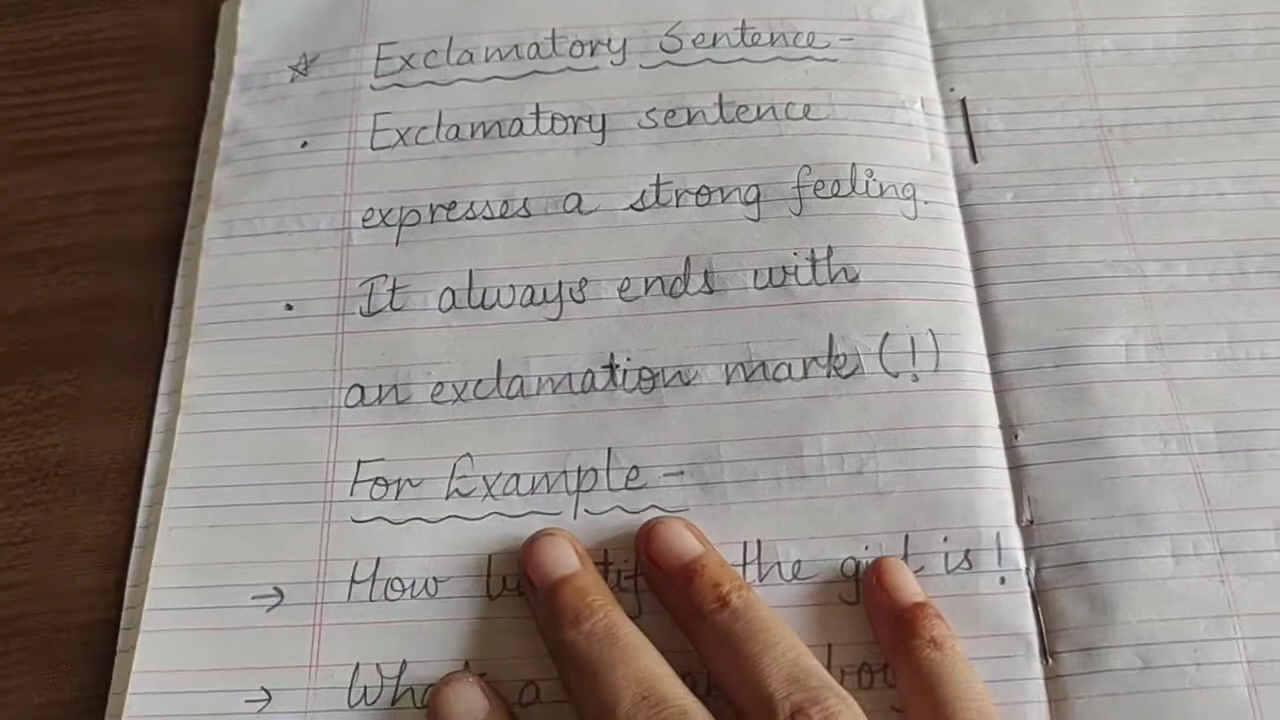 ☆ Exclamatory Sentence-
. Exclamatory sentence
expresses a strong feeling.
. It always ends with
an exclamation mark (!)
For Example-
→ How the is!
→ a